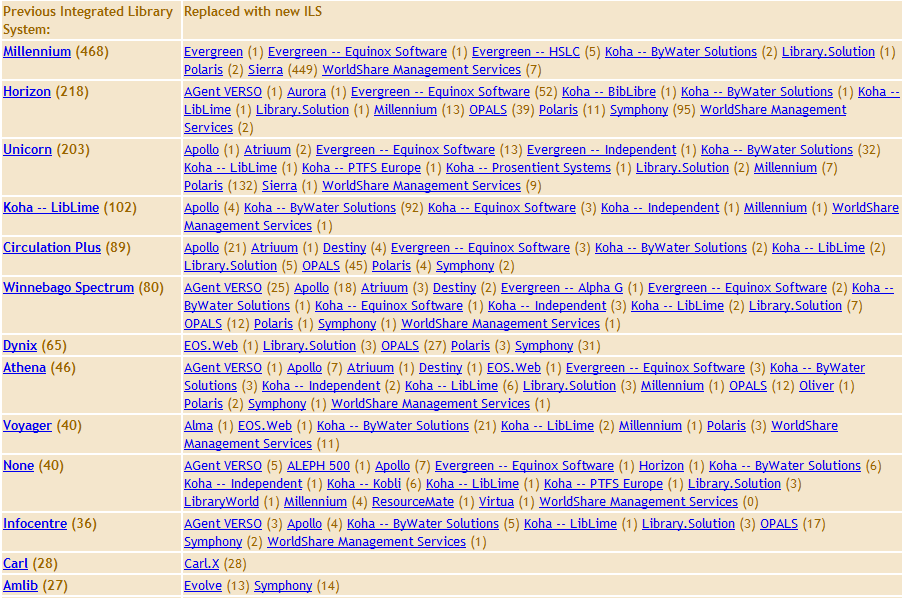 Previous Integrated Library System:
Replaced with new ILS
Millennium (468)
Evergreen (1) Evergreen -- Equinox Software (1) Evergreen -- HSLC (5) Koha -- ByWater Solutions (2) Library.Solution (1)
Polaris (2) Sierra (449) WorldShare Management Services (7)
Horizon (218)
AGent VERSO (1) Aurora (1) Evergreen -- Equinox Software (52) Koha -- BibLibre (1) Koha -- ByWater Solutions (1) Koha --
LibLime (1) Library.Solution (1) Millennium (13) OPALS (39) Polaris (11) Symphony (95) WorldShare Management
Services (2)
Unicorn (203)
Apollo (1) Atriuum (2) Evergreen -- Equinox Software (13) Evergreen -- Independent (1) Koha -- ByWater Solutions (32)
Koha -- LibLime (1) Koha -- PTFS Europe (1) Koha -- Prosentient Systems (1) Library.Solution (2) Millennium (7)
Polaris (132) Sierra (1) WorldShare Management Services (9)
Koha -- LibLime (102)
Apollo (4) Koha -- ByWater Solutions (92) Koha -- Equinox Software (3) Koha -- Independent (1) Millennium (1) WorldShare
Management Services (1)
Circulation Plus (89)
Apollo (21) Atriuum (1) Destiny (4) Evergreen -- Equinox Software (3) Koha -- ByWater Solutions (2) Koha -- LibLime (2)
Library.Solution (5) OPALS (45) Polaris (4) Symphony (2)
Winnebago Spectrum (80)
AGent VERSO (25) Apollo (18) Atriuum (3) Destiny (2) Evergreen -- Alpha G (1) Evergreen -- Equinox Software (2) Koha --
ByWater Solutions (1) Koha -- Equinox Software (1) Koha -- Independent (3) Koha -- LibLime (2) Library.Solution (7)
OPALS (12) Polaris (1) Symphony (1) WorldShare Management Services (1)
Dynix (65)
EOS.Web (1) Library.Solution (3) OPALS (27) Polaris (3) Symphony (31)
Athena (46)
AGent VERSO (1) Apollo (7) Atriuum (1) Destiny (1) EOS.Web (1) Evergreen -- Equinox Software (3) Koha -- ByWater
Solutions (3) Koha -- Independent (2) Koha -- LibLime (6) Library.Solution (3) Millennium (1) OPALS (12) Oliver (1)
Polaris (2) Symphony (1) WorldShare Management Services (1)
Voyager (40)
Alma (1) EOS.Web (1) Koha -- ByWater Solutions (21) Koha -- LibLime (2) Millennium (1) Polaris (3) WorldShare
Management Services (11)
None (40)
AGent VERSO (5) ALEPH 500 (1) Apollo (7) Evergreen -- Equinox Software (1) Horizon (1) Koha -- ByWater Solutions (6)
Koha -- Independent (1) Koha -- Kobli (6) Koha -- LibLime (1) Koha -- PTFS Europe (1) Library.Solution (3)
LibraryWorld (1) Millennium (4) ResourceMate (1) Virtua (1) WorldShare Management Services (0)
Infocentre (36)
AGent VERSO (3) Apollo (4) Koha -- ByWater Solutions (5) Koha -- LibLime (1) Library.Solution (3) OPALS (17)
Symphony (2) WorldShare Management Services (1)
Carl (28)
Carl.X (28)
Amlib (27)
Evolve (13) Symphony (14)